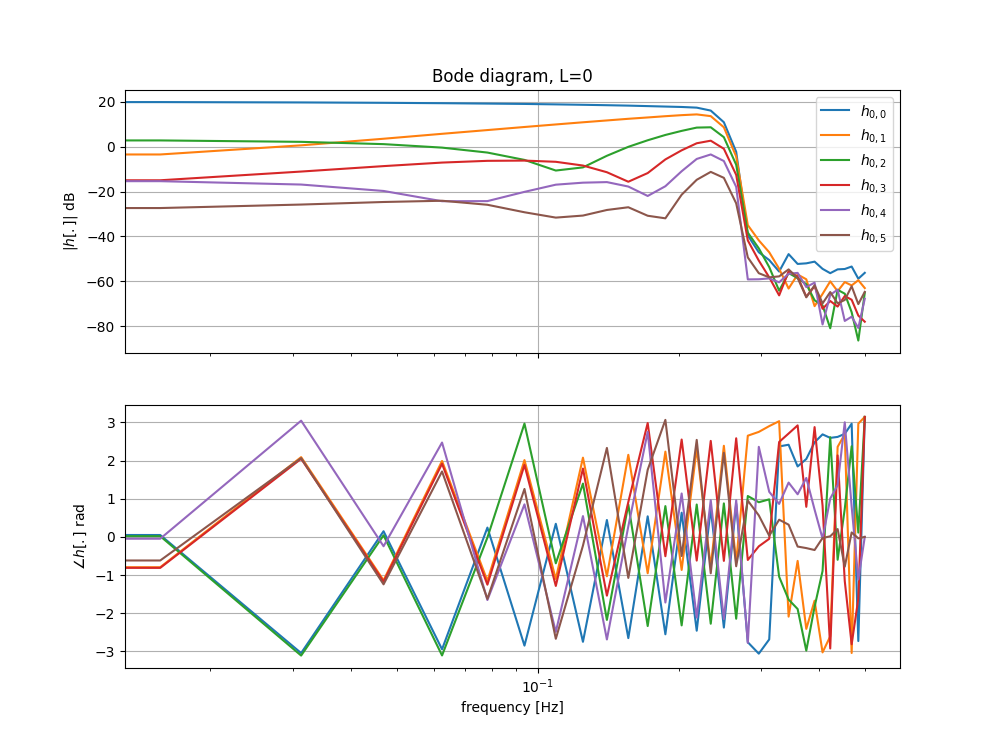 Bode diagram, L=0
|h[.]| dB
20
0
−20
−40
−60
−80
h0,0
h0,1
h0,2
h0,3
h0,4
h0,5
∠h[.] rad
3
2
1
0
−1
−2
−3
10−1
frequency [Hz]